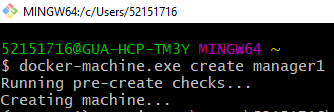 MINGW64:/c/Users/52151716
52151716@GUA-HCP-TM3Y MINGW64 ~
$ docker-machine.exe create manager1
Running pre-create checks...
Creating machine...